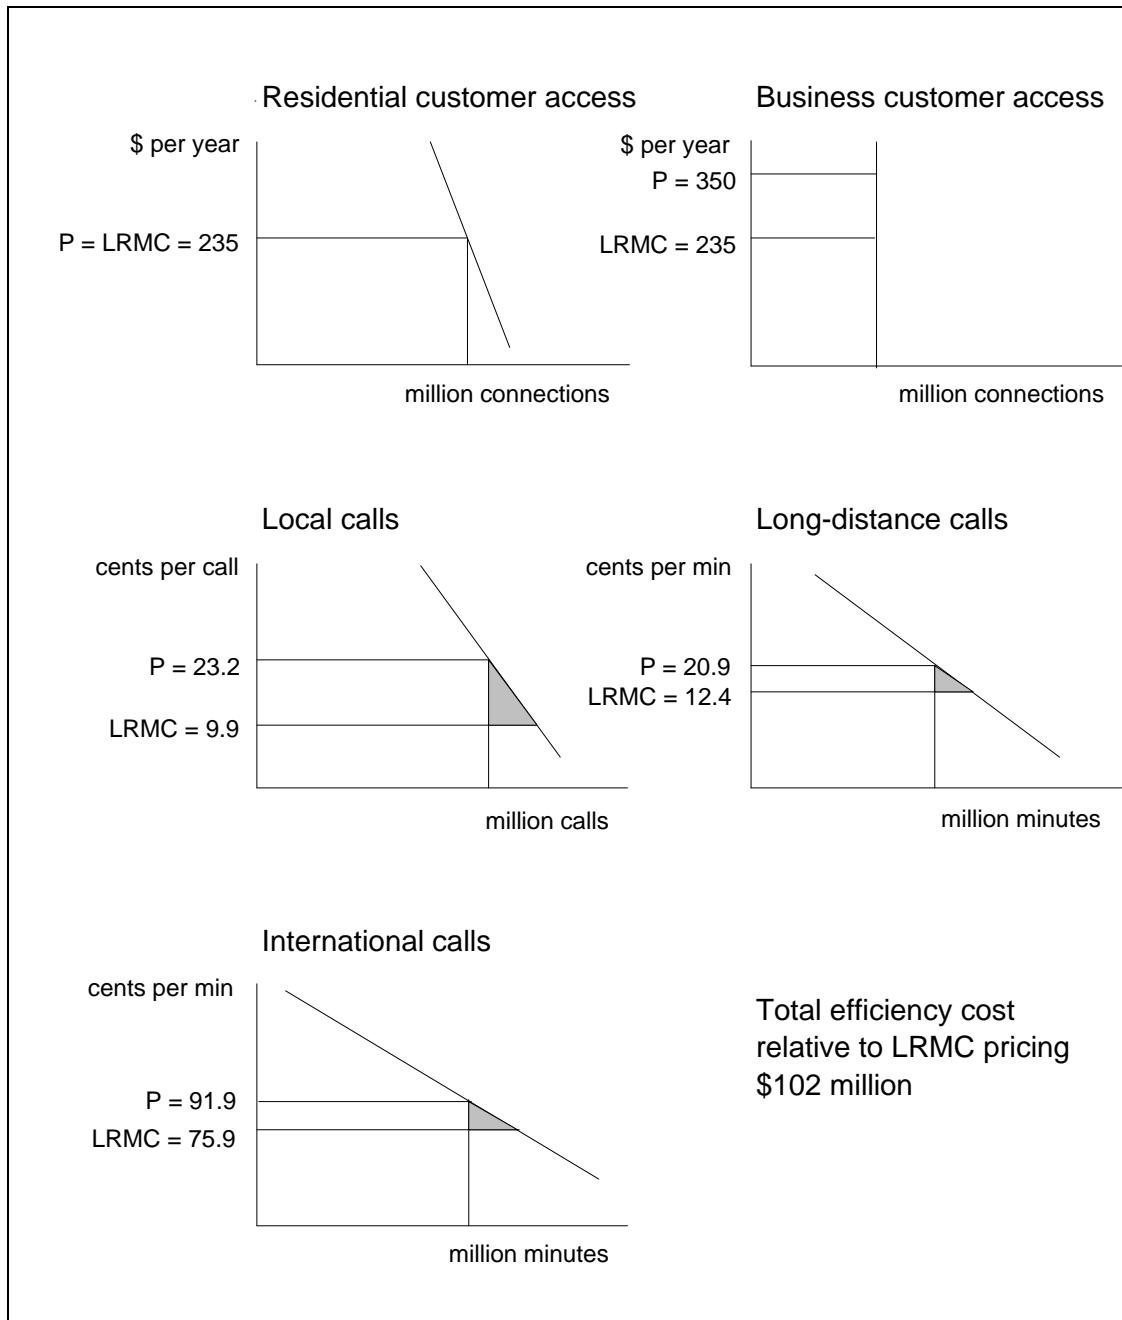 Residential customer access
$ per year
P = LRMC = 235
million connections
Business customer access
$ per year
P = 350
LRMC = 235
million connections
Local calls
cents per call
P = 23.2
LRMC = 9.9
million calls
Long-distance calls
cents per min
P = 20.9
LRMC = 12.4
million minutes
International calls
cents per min
P = 91.9
LRMC = 75.9
million minutes
Total efficiency cost
relative to LRMC pricing
$102 million